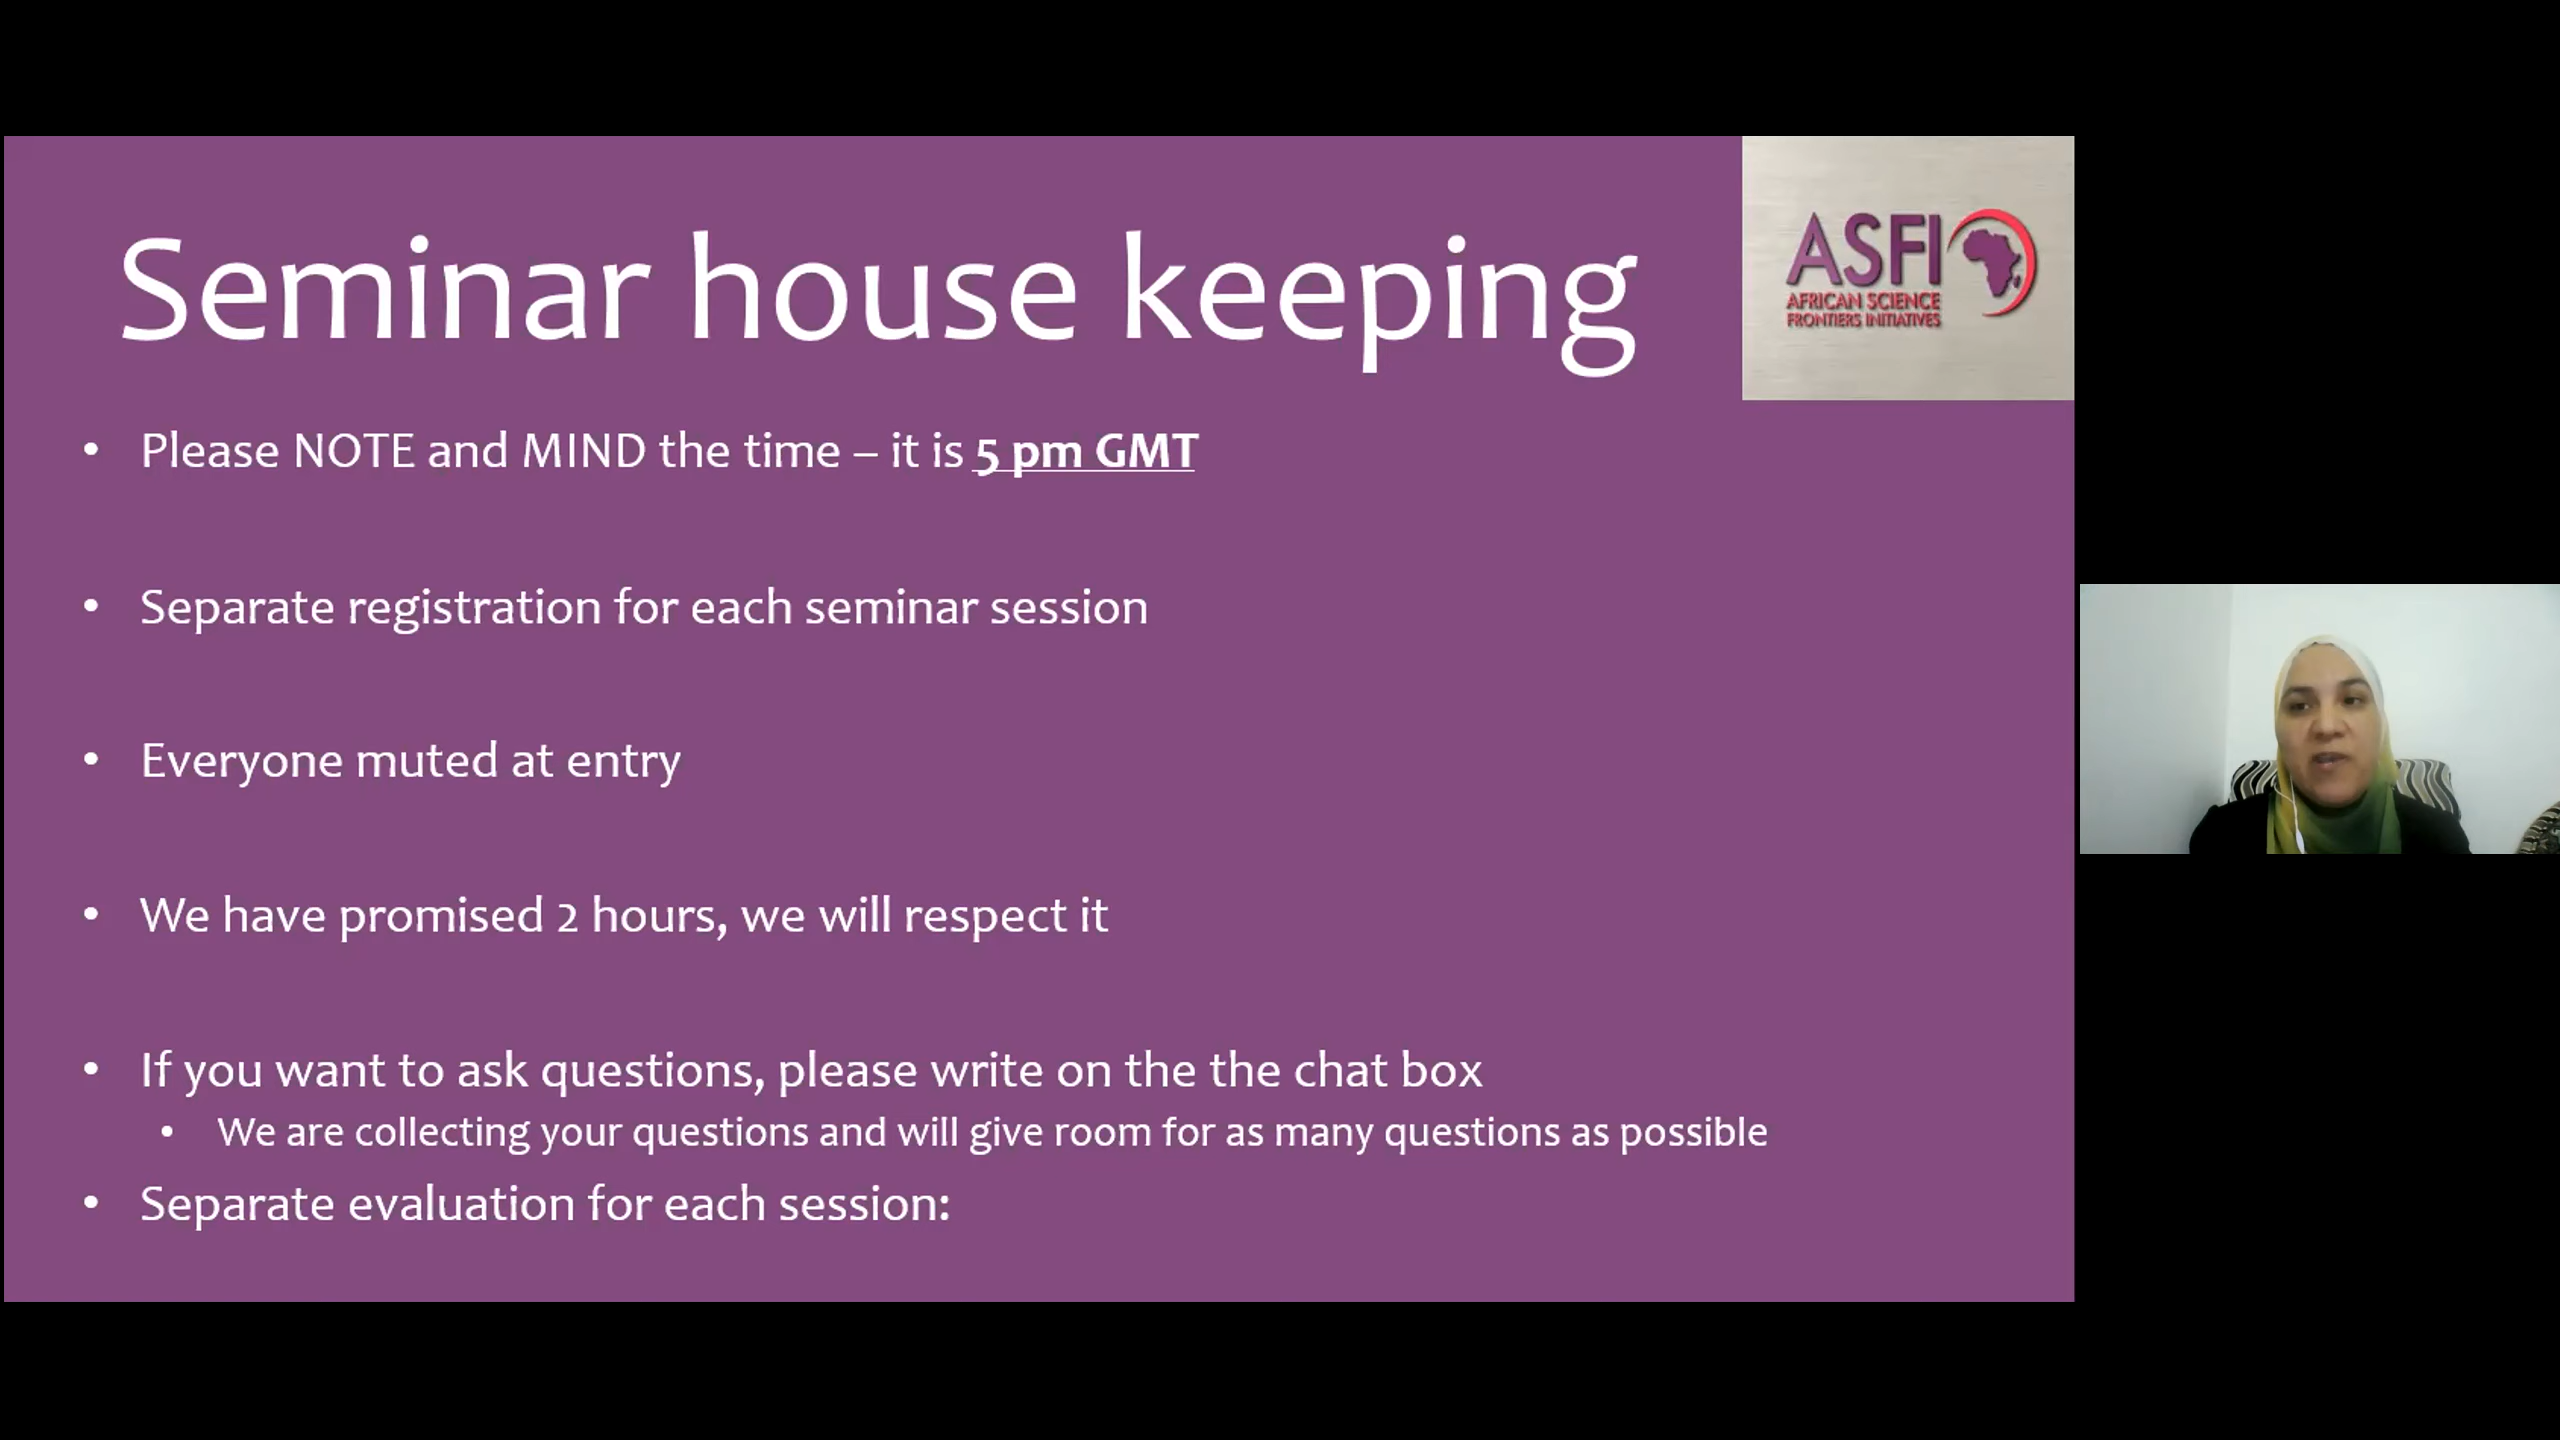 Seminar house keeping
ASFI
AFRICAN SCIENCE
FRONTIERS INITIATIVES
• Please NOTE and MIND the time – it is 5 pm GMT
• Separate registration for each seminar session
• Everyone muted at entry
• We have promised 2 hours, we will respect it
• If you want to ask questions, please write on the the chat box
• We are collecting your questions and will give room for as many questions as possible
• Separate evaluation for each session: